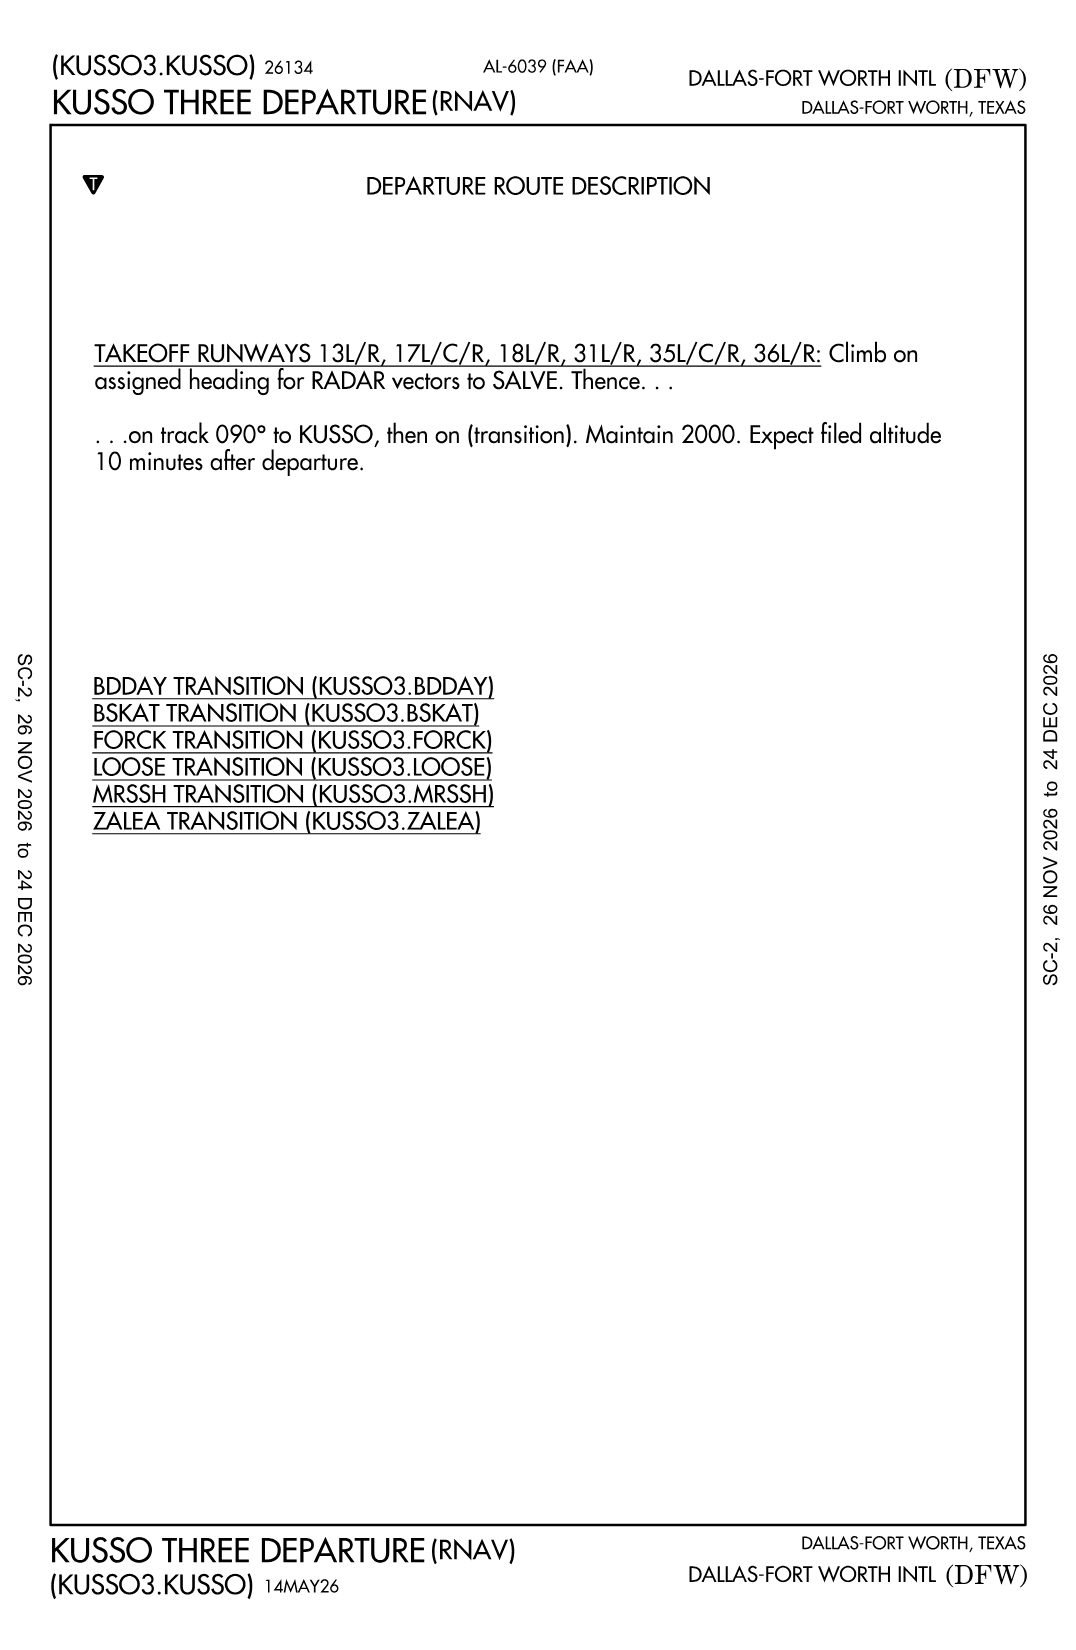 (KUSSO3.KUSSO) 26134
AL-6039 (FAA)
DALLAS-FORT WORTH INTL (DFW)
KUSSO THREE DEPARTURE (RNAV)
DALLAS-FORT WORTH, TEXAS
T
DEPARTURE ROUTE DESCRIPTION
TAKEOFF RUNWAYS 13L/R, 17L/C/R, 18L/R, 31L/R, 35L/C/R, 36L/R: Climb on
assigned heading for RADAR vectors to SALVE. Thence. . .
. . .on track 090° to KUSSO, then on (transition). Maintain 2000. Expect filed altitude
10 minutes after departure.
BDDAY TRANSITION (KUSSO3.BDDAY)
BSKAT TRANSITION (KUSSO3.BSKAT)
FORCK TRANSITION (KUSSO3.FORCK)
LOOSE TRANSITION (KUSSO3.LOOSE)
MRSSH TRANSITION (KUSSO3.MRSSH)
ZALEA TRANSITION (KUSSO3.ZALEA)
SC-2, 26 NOV 2026 to 24 DEC 2026
SC-2, 26 NOV 2026 to 24 DEC 2026
KUSSO THREE DEPARTURE (RNAV)
DALLAS-FORT WORTH, TEXAS
(KUSSO3.KUSSO) 14MAY26
DALLAS-FORT WORTH INTL (DFW)